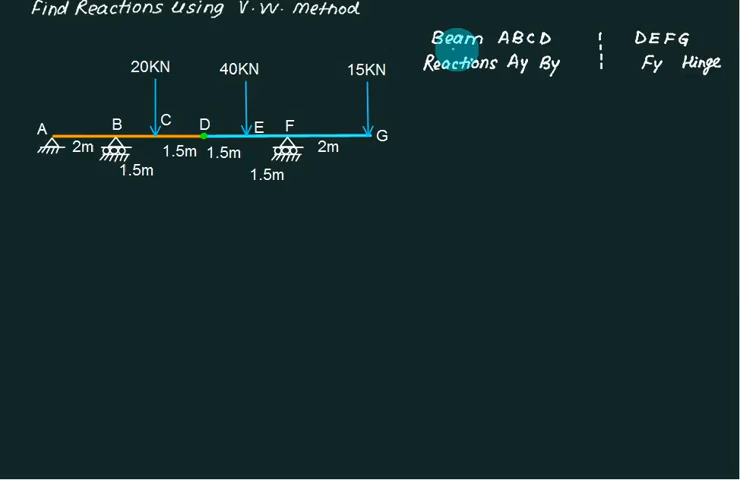 Find Reactions Using V.W. Method
Beam ABCD DEFG
Reactions Ay By Fy Hinge
20KN 40KN 15KN
A B C D E F G
2m 1.5m 1.5m 2m
1.5m 1.5m